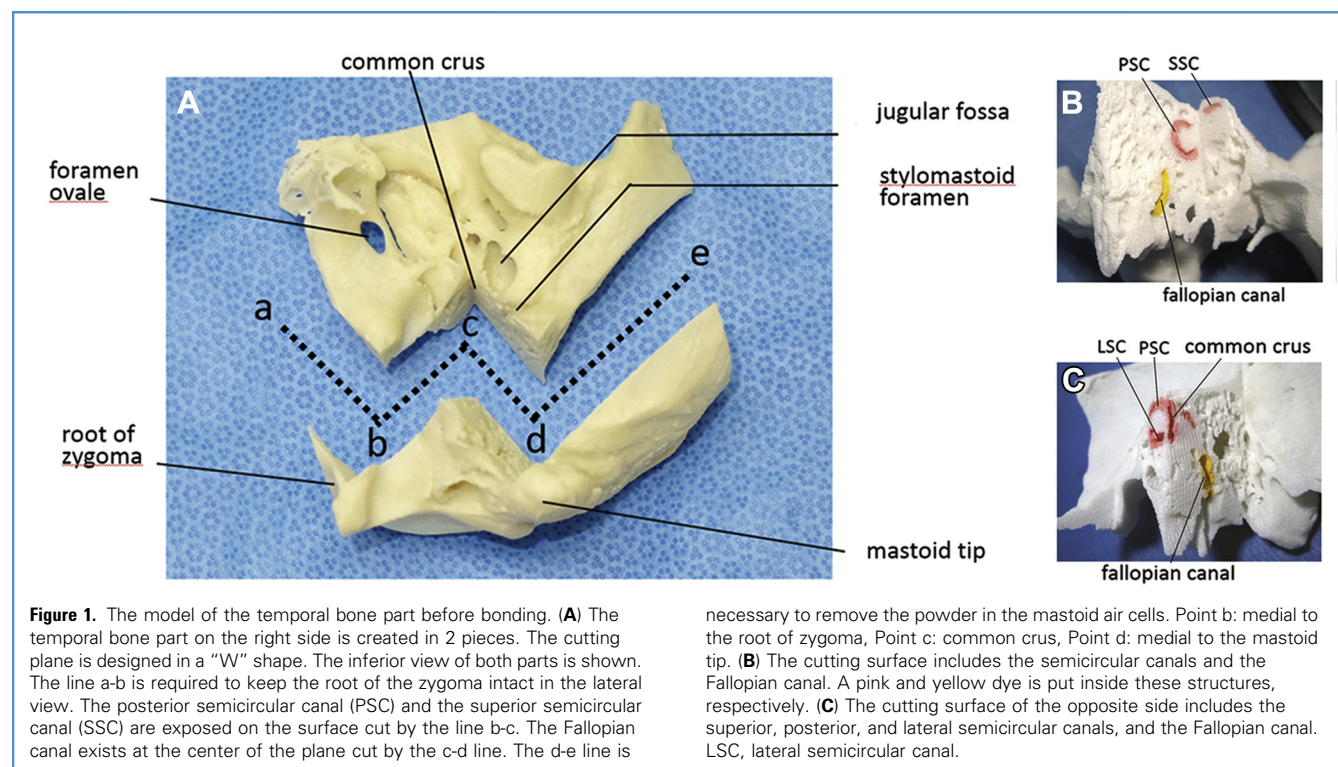 common crus
A
foramen
ovale
jugular fossa
stylomastoid
foramen
a
c
e
b
d
root of
zygoma
mastoid tip
PSC SSC
B
fallopian canal
LSC PSC common crus
C
fallopian canal
Figure 1. The model of the temporal bone part before bonding. (A) The
temporal bone part on the right side is created in 2 pieces. The cutting
plane is designed in a “W” shape. The inferior view of both parts is shown.
The line a-b is required to keep the root of the zygoma intact in the lateral
view. The posterior semicircular canal (PSC) and the superior semicircular
canal (SSC) are exposed on the surface cut by the line b-c. The Fallopian
canal exists at the center of the plane cut by the c-d line. The d-e line is
necessary to remove the powder in the mastoid air cells. Point b: medial to
the root of zygoma, Point c: common crus, Point d: medial to the mastoid
tip. (B) The cutting surface includes the semicircular canals and the
Fallopian canal. A pink and yellow dye is put inside these structures,
respectively. (C) The cutting surface of the opposite side includes the
superior, posterior, and lateral semicircular canals, and the Fallopian canal.
LSC, lateral semicircular canal.